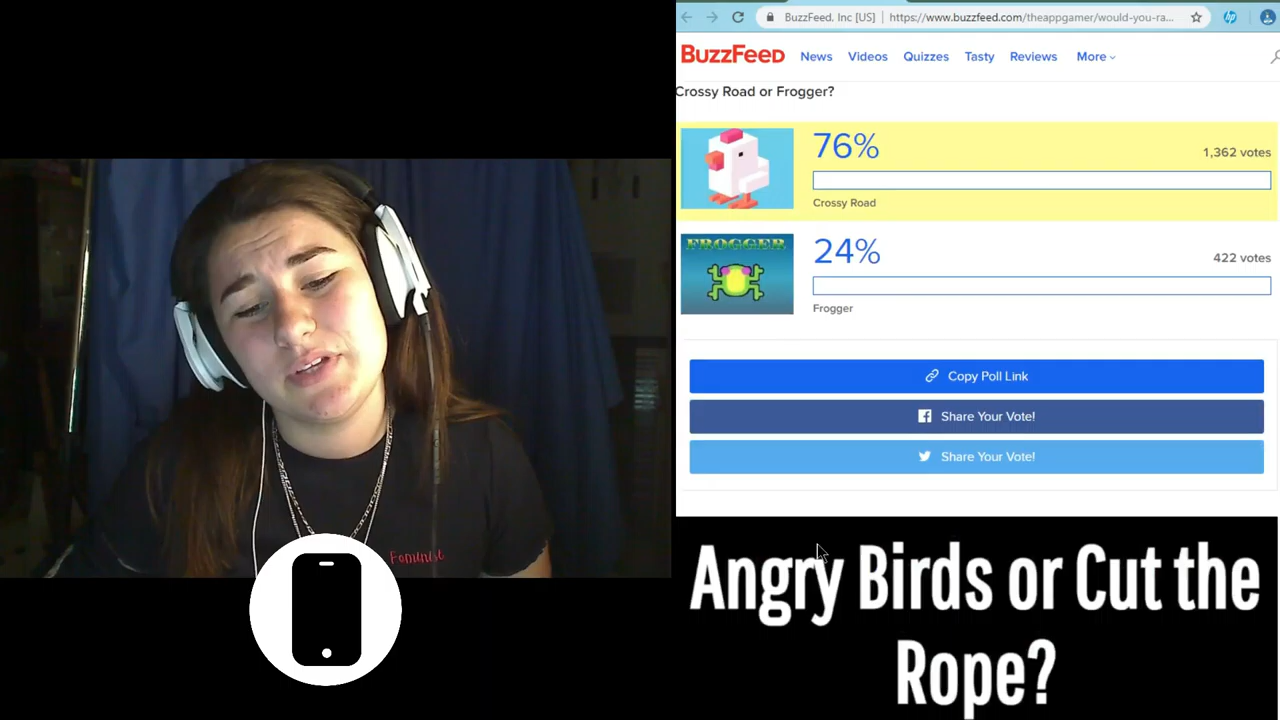 BuzzFeed, Inc [US] https://www.buzzfeed.com/theappgamer/would-you-ra...
BuzzFeed News Videos Quizzes Tasty Reviews More
Crossy Road or Frogger?
76%
1,362 votes
Crossy Road
FROGGER
24%
422 votes
Frogger
Copy Poll Link
Share Your Vote!
Share Your Vote!
Angry Birds or Cut the
Rope?
Feminist
hp